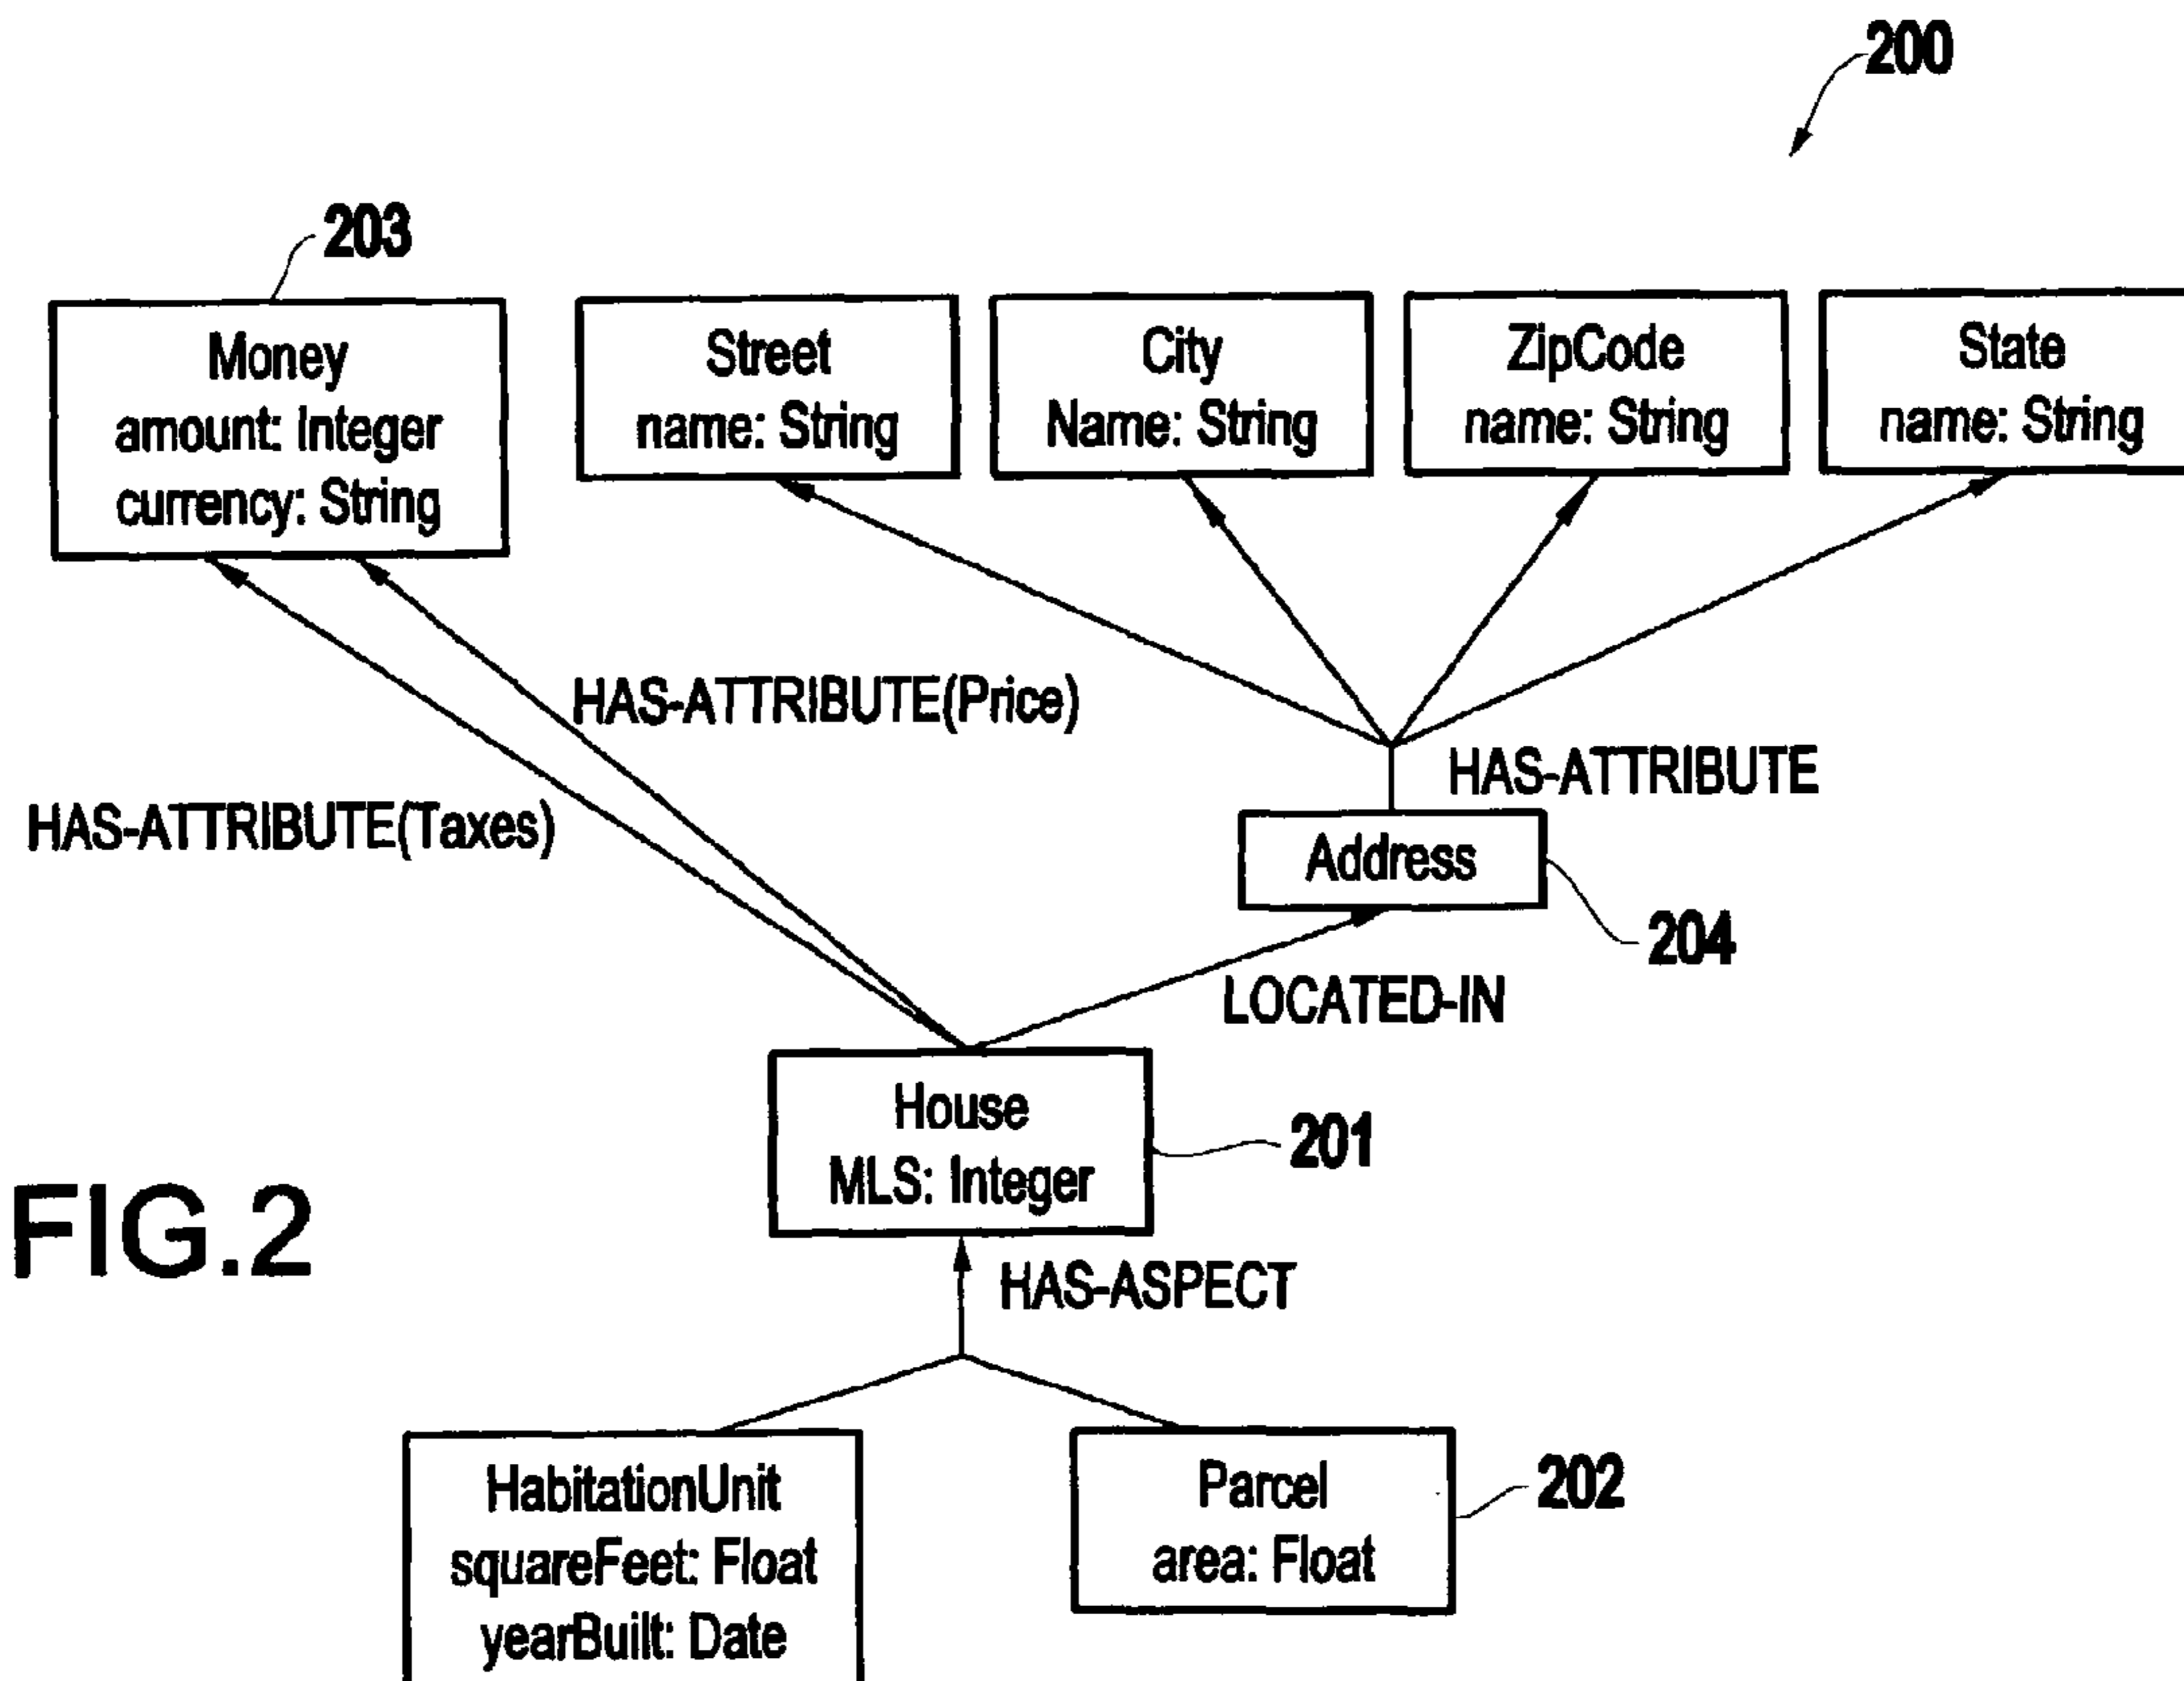 200
203
Money
amount: Integer
currency: String
Street
name: String
City
Name: String
ZipCode
name: String
State
name: String
HAS-ATTRIBUTE(Price)
HAS-ATTRIBUTE(Taxes)
HAS-ATTRIBUTE
Address
204
LOCATED-IN
House
MLS: Integer
201
FIG.2
HAS-ASPECT
HabitationUnit
squareFeet: Float
yearBuilt: Date
Parcel
area: Float
202